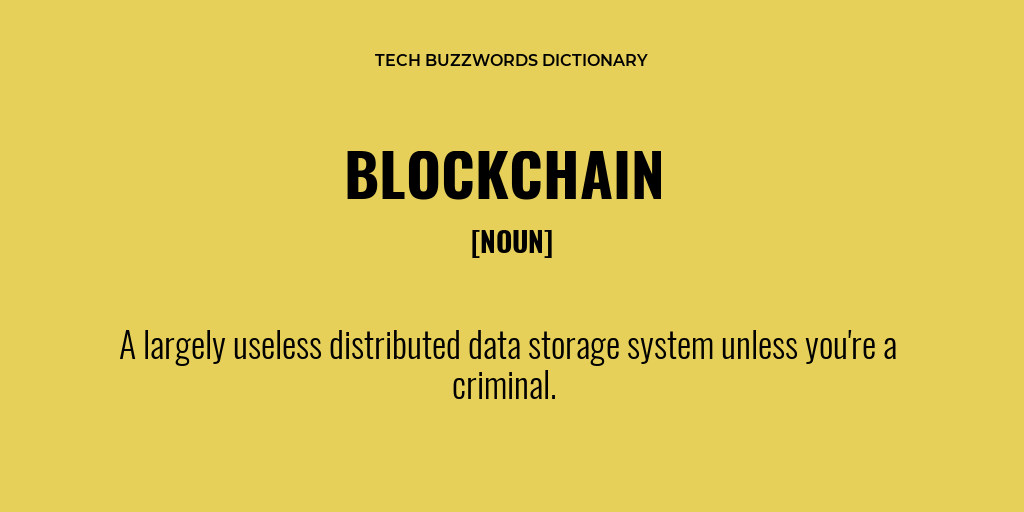 TECH BUZZWORDS DICTIONARY
BLOCKCHAIN
[NOUN]
A largely useless distributed data storage system unless you're a
criminal.